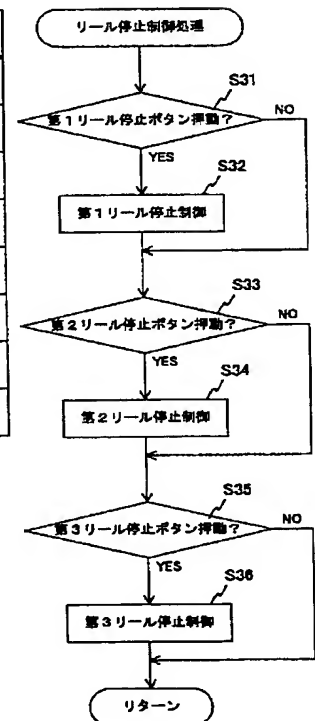 リール停止制御処理
S31
第1リール停止ボタン押動?
NO
YES
S32
第1リール停止制御
S33
第2リール停止ボタン押動?
NO
YES
S34
第2リール停止制御
S35
第3リール停止ボタン押動?
NO
YES
S36
第3リール停止制御
リターン